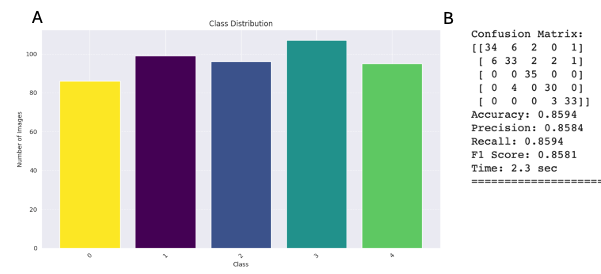 A
Class Distribution
Number of Images
100
80
60
40
20
0
0
1
2
3
4
Class
B
Confusion Matrix:
[[34 6 2 0 1]
[ 6 33 2 2 1]
[ 0 0 35 0 0]
[ 0 4 0 30 0]
[ 0 0 0 3 33]]
Accuracy: 0.8594
Precision: 0.8584
Recall: 0.8594
F1 Score: 0.8581
Time: 2.3 sec
=====================